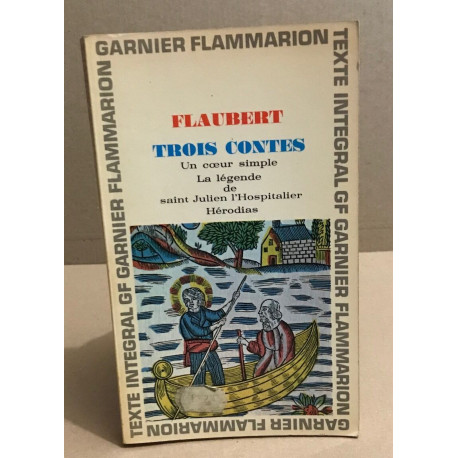 GARNIER FLAMMARION
TEXTE INTEGRAL GF GARNIER FLAMMARION
FLAUBERT
TROIS CONTES
Un cœur simple
La légende
de
saint Julien l'Hospitalier
Hérodias
TEXTE INTEGRAL GF GARNIER FLAMMARION
GARNIER FLAMMARION